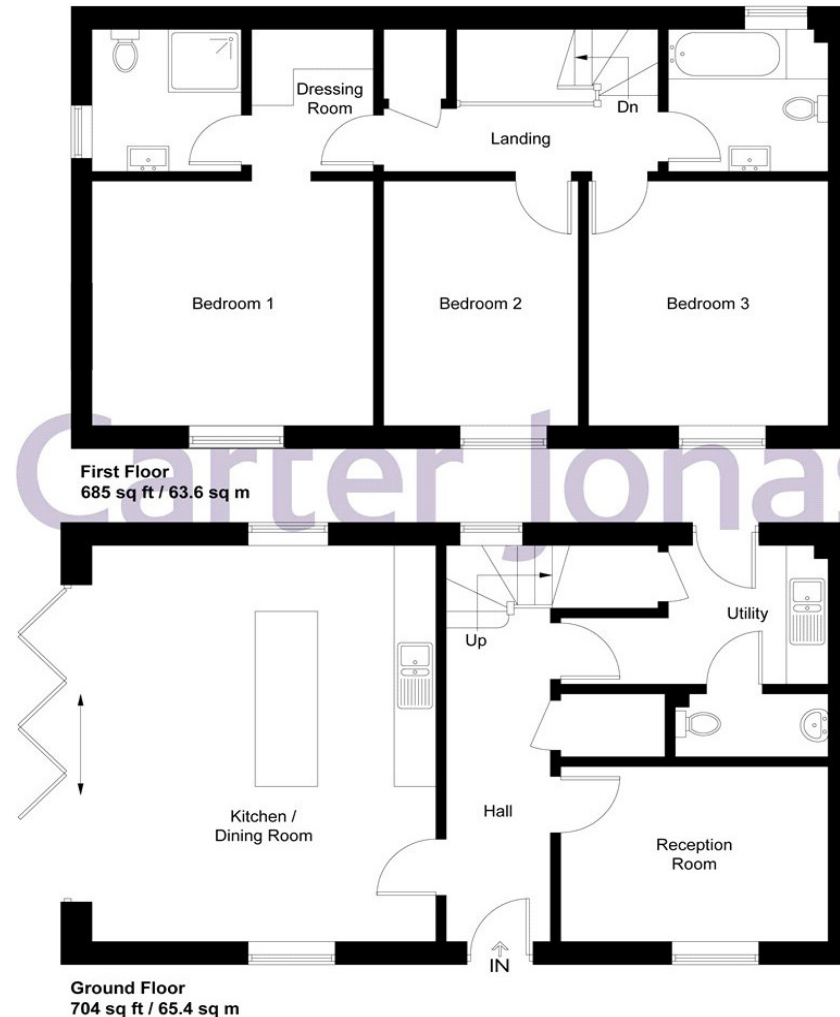 Dressing
Room
Dn
Landing
Bedroom 1
Bedroom 2
Bedroom 3
First Floor
685 sq ft / 63.6 sq m
Carter Jonas
Up
Utility
Kitchen /
Dining Room
Hall
Reception
Room
IN
Ground Floor
704 sq ft / 65.4 sq m